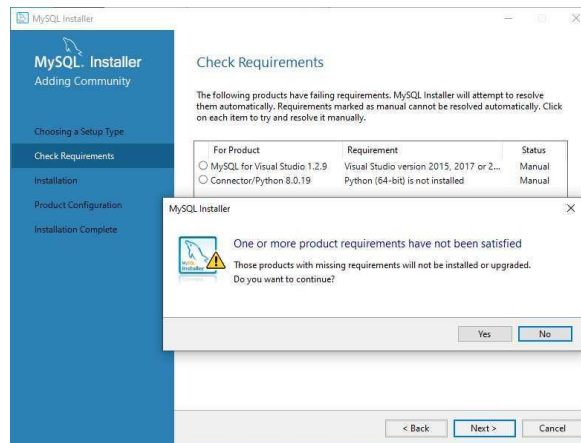 MySQL Installer
MySQL. Installer
Adding Community
Choosing a Setup Type
Check Requirements
Installation
Product Configuration
Installation Complete
Check Requirements
The following products have failing requirements. MySQL Installer will attempt to resolve
them automatically. Requirements marked as manual cannot be resolved automatically. Click
on each item to try and resolve it manually.
For Product Requirement Status
MySQL for Visual Studio 1.2.9 Visual Studio version 2015, 2017 or 2... Manual
Connector/Python 8.0.19 Python (64-bit) is not installed Manual
MySQL Installer
One or more product requirements have not been satisfied
Those products with missing requirements will not be installed or upgraded.
Do you want to continue?
Yes No
< Back Next > Cancel